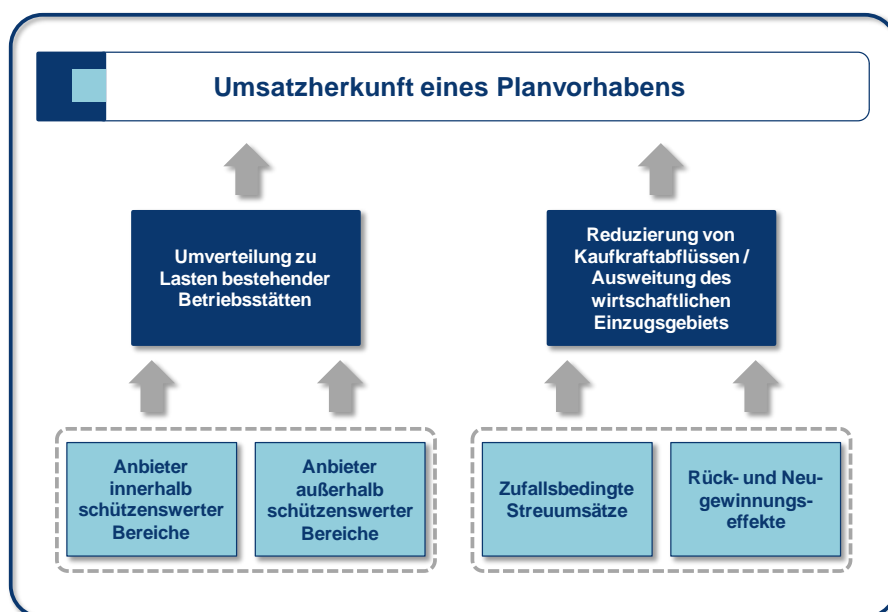 Umsatzherkunft eines Planvorhabens
Umverteilung zu
Lasten bestehender
Betriebsstätten
Reduzierung von
Kaufkraftabflüssen /
Ausweitung des
wirtschaftlichen
Einzugsgebiets
Anbieter
innerhalb
schützenswerter
Bereiche
Anbieter
außerhalb
schützenswerter
Bereiche
Zufallsbedingte
Streuumsätze
Rück- und Neu-
gewinnungs-
effekte